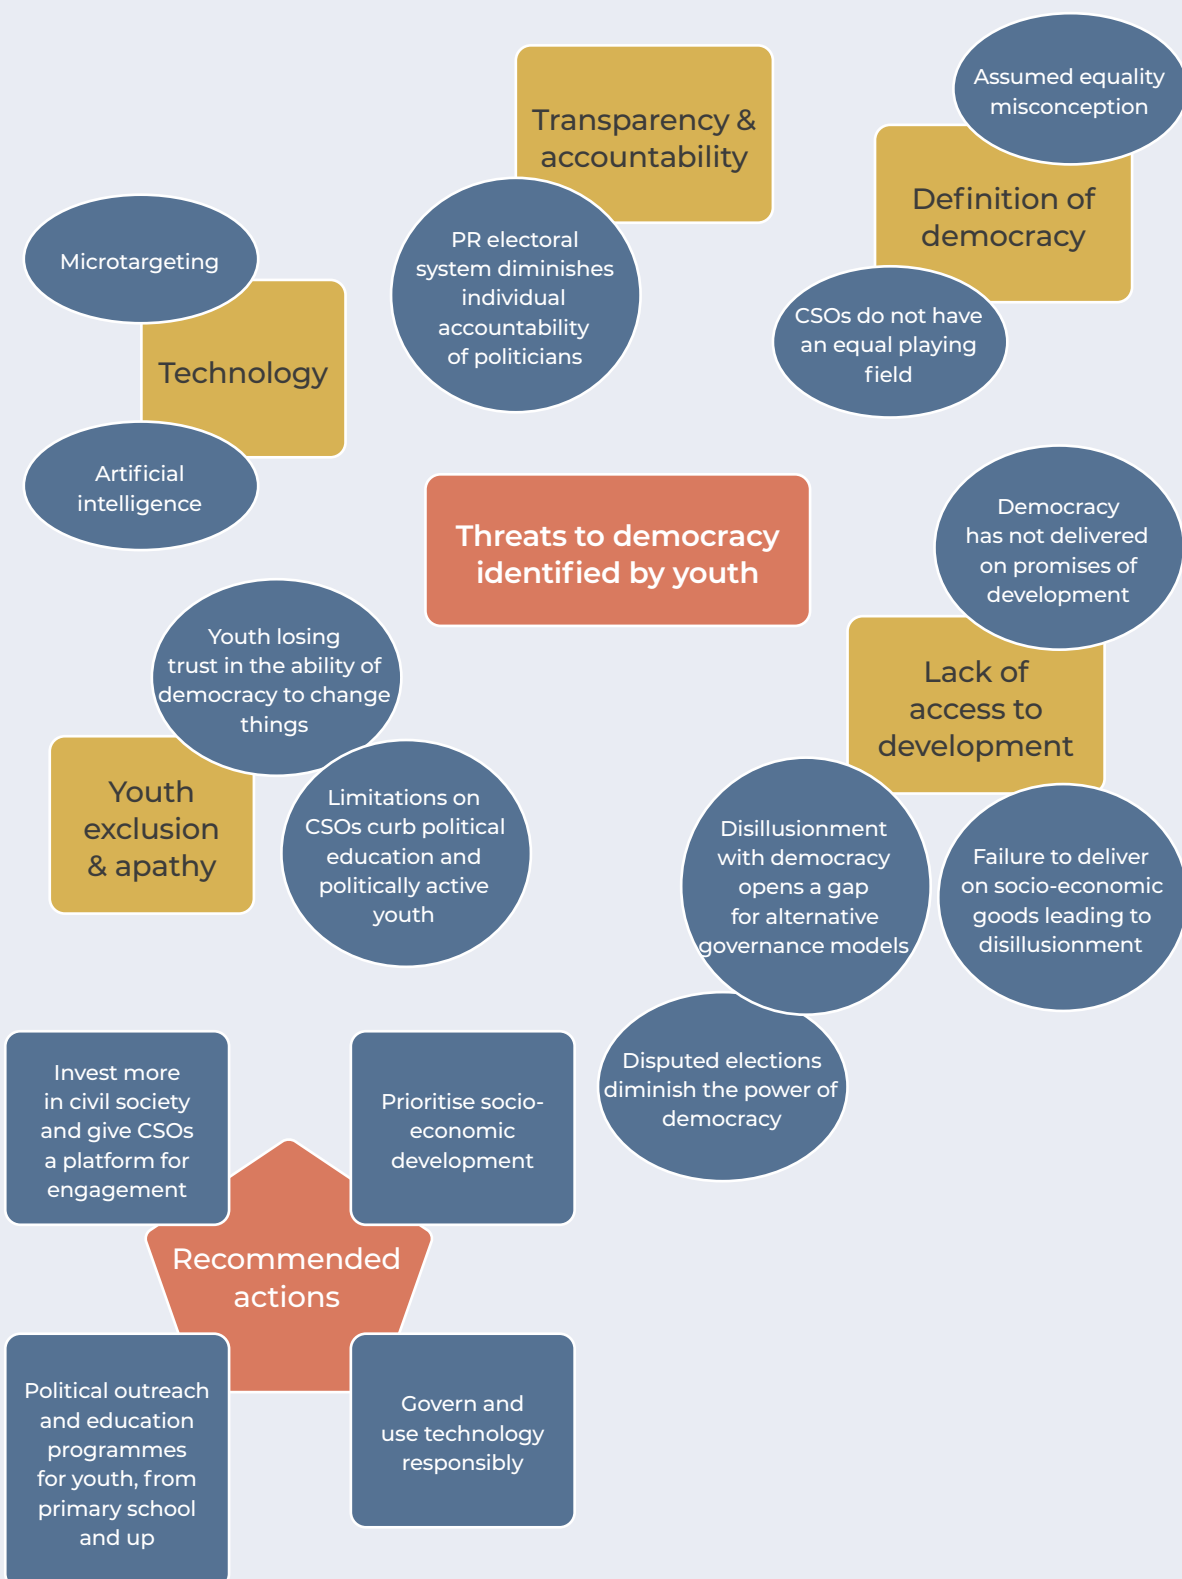 Assumed equality
misconception
Transparency &
accountability
Definition of
democracy
PR electoral
system diminishes
individual
accountability
of politicians
Microtargeting
CSOs do not have
an equal playing
field
Technology
Artificial
intelligence
Threats to democracy
identified by youth
Democracy
has not delivered
on promises of
development
Youth losing
trust in the ability of
democracy to change
things
Lack of
access to
development
Youth
exclusion
& apathy
Limitations on
CSOs curb political
education and
politically active
youth
Disillusionment
with democracy
opens a gap
for alternative
governance models
Failure to deliver
on socio-economic
goods leading to
disillusionment
Disputed elections
diminish the power of
democracy
Invest more
in civil society
and give CSOs
a platform for
engagement
Prioritise socio-
economic
development
Recommended
actions
Political outreach
and education
programmes
for youth, from
primary school
and up
Govern and
use technology
responsibly